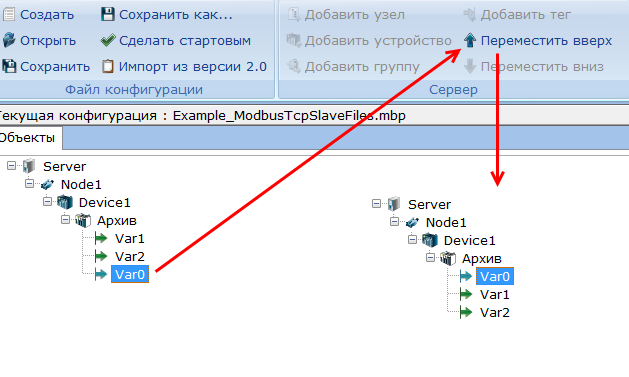 Создать
Сохранить как...
Добавить узел
Добавить тег
Открыть
Сделать стартовым
Добавить устройство
Переместить вверх
Сохранить
Импорт из версии 2.0
Добавить группу
Переместить вниз
Файл конфигурации
Сервер
Текущая конфигурация : Example_ModbusTcpSlaveFiles.mbp
Объекты
Server
Node1
Device1
Архив
Var1
Var2
Var0
Server
Node1
Device1
Архив
Var0
Var1
Var2